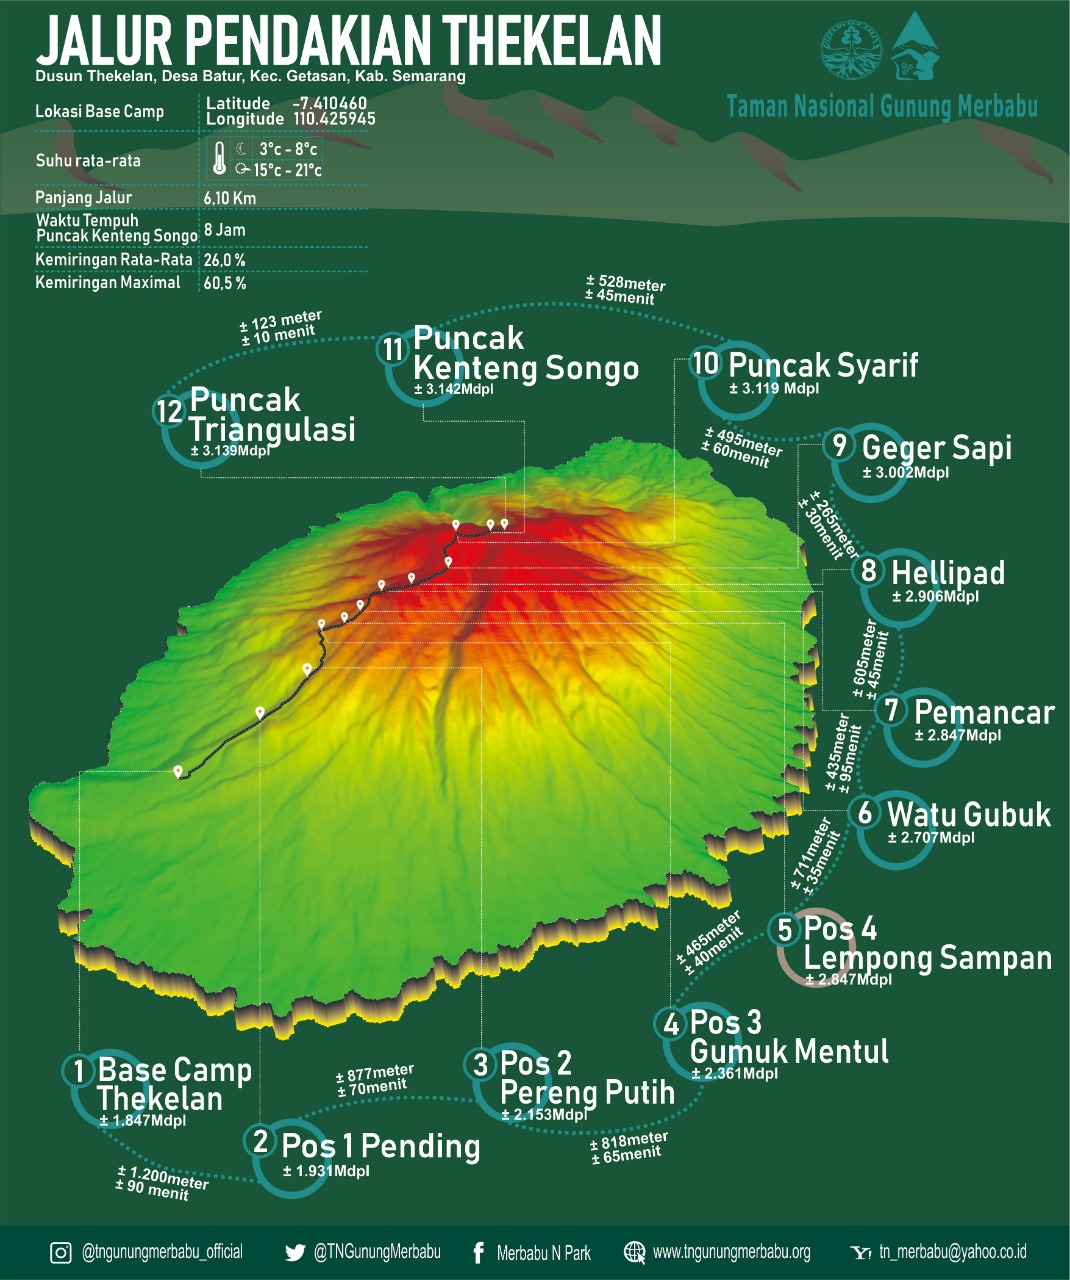 JALUR PENDAKIAN THEKELAN
Dusun Thekelan, Desa Batur, Kec. Getasan, Kab. Semarang
Taman Nasional Gunung Merbabu
Lokasi Base Camp
Latitude -7.410460
Longitude 110.425945
Suhu rata-rata
3°c - 8°c
15°c - 21°c
Panjang Jalur 6,10 Km
Waktu Tempuh
Puncak Kenteng Songo
8 Jam
Kemiringan Rata-Rata 26,0 %
Kemiringan Maximal 60,5 %
± 528meter
± 45menit
± 123 meter
± 10 menit
11 Puncak
Kenteng Songo
± 3.142Mdpl
10 Puncak Syarif
± 3.119 Mdpl
12 Puncak
Triangulasi
± 3.139Mdpl
± 495meter
± 60menit
9 Geger Sapi
± 3.002Mdpl
± 265meter
± 30menit
8 Hellipad
± 2.906Mdpl
± 605meter
± 45menit
7 Pemancar
± 2.847Mdpl
± 435meter
± 95menit
6 Watu Gubuk
± 2.707Mdpl
± 711meter
± 35menit
5 Pos 4
Lempong Sampan
± 2.847Mdpl
± 465meter
± 40menit
4 Pos 3
Gumuk Mentul
± 2.361Mdpl
1 Base Camp
Thekelan
± 1.847Mdpl
± 877meter
± 70menit
3 Pos 2
Pereng Putih
± 2.153Mdpl
2 Pos 1 Pending
± 1.931Mdpl
± 818meter
± 65menit
± 1.200meter
± 90 menit
@tngunungmerbabu_official
@TNGunungMerbabu
Merbabu N Park
www.tngunungmerbabu.org
tn_merbabu@yahoo.co.id